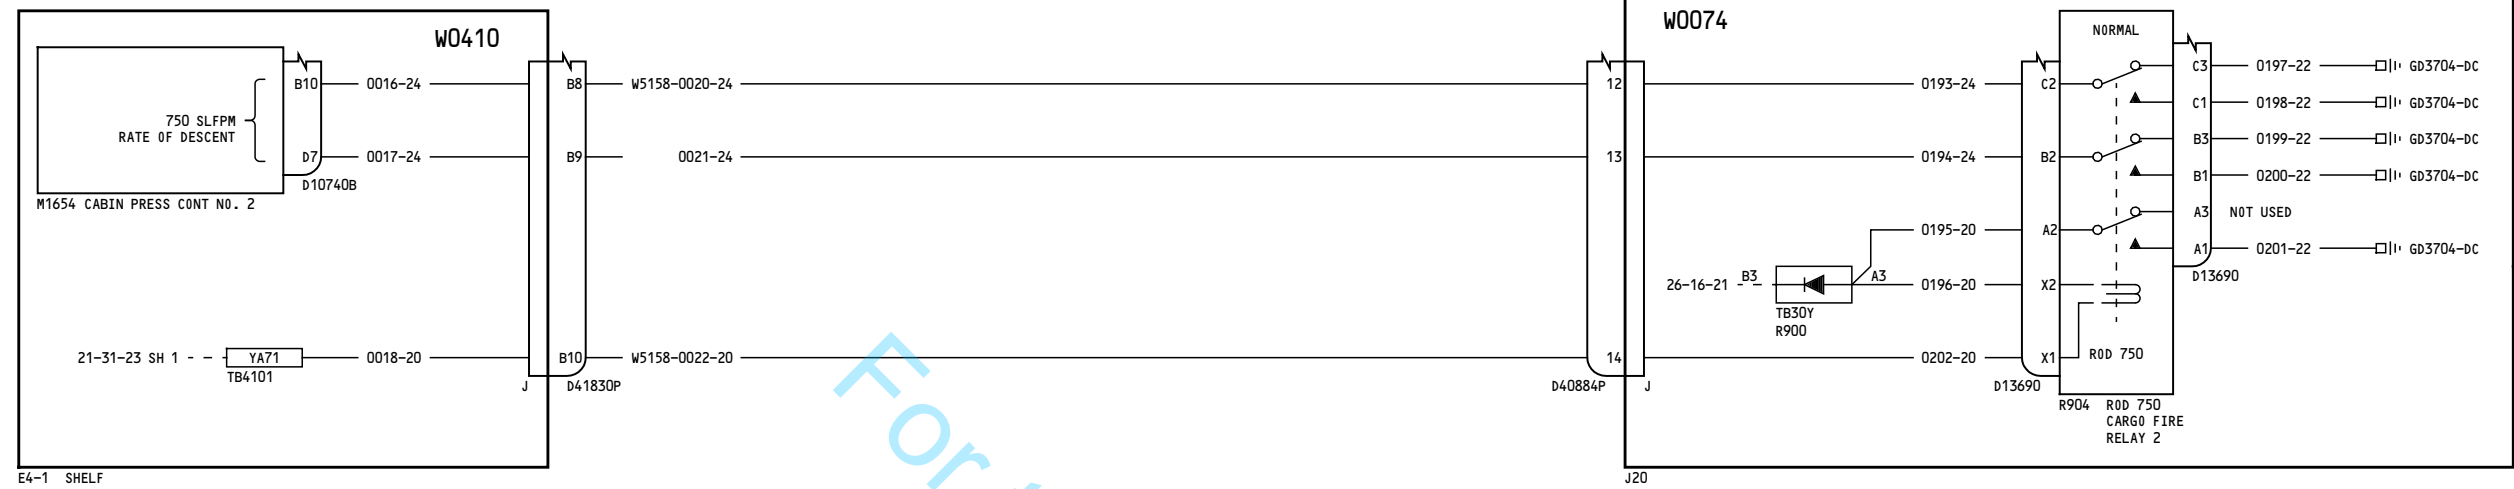 W0410
W0074
NORMAL
B10
0016-24
B8
W5158-0020-24
12
0193-24
C2
C3
0197-22
GD3704-DC
C1
0198-22
GD3704-DC
750 SLFPM
RATE OF DESCENT
B3
0199-22
GD3704-DC
D7
0017-24
B9
0021-24
13
0194-24
B2
B1
0200-22
GD3704-DC
D10740B
M1654 CABIN PRESS CONT NO. 2
A3
NOT USED
0195-20
A2
A1
0201-22
GD3704-DC
D13690
26-16-21
B3
A3
0196-20
X2
TB30Y
R900
21-31-23 SH 1
YA71
0018-20
B10
W5158-0022-20
14
0202-20
X1
ROD 750
TB4101
J
D41830P
D40884P
J
D13690
R904
ROD 750
CARGO FIRE
RELAY 2
E4-1 SHELF
J20
For